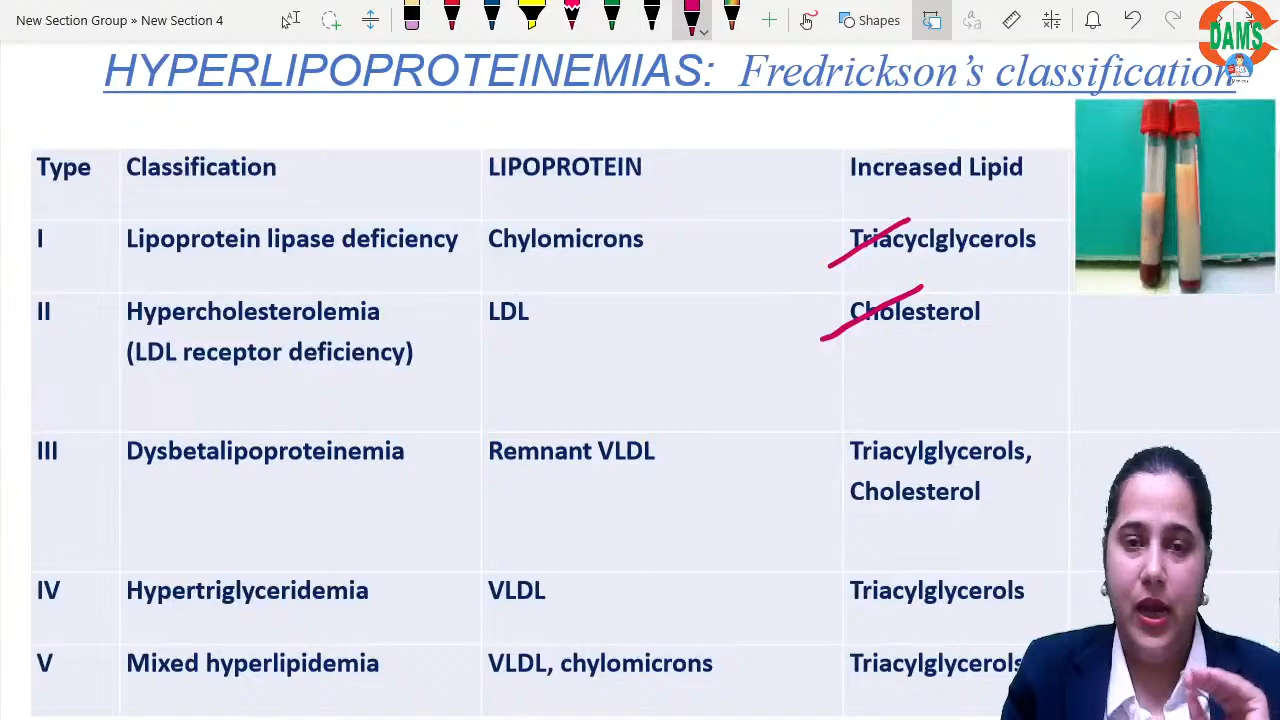 New Section Group » New Section 4
Shapes
DAMS
HYPERLIPOPROTEINEMIAS: Fredrickson's classification
Type Classification LIPOPROTEIN Increased Lipid
I Lipoprotein lipase deficiency Chylomicrons Triacyclglycerols
II Hypercholesterolemia LDL Cholesterol
(LDL receptor deficiency)
III Dysbetalipoproteinemia Remnant VLDL Triacylglycerols,
Cholesterol
IV Hypertriglyceridemia VLDL Triacylglycerols
V Mixed hyperlipidemia VLDL, chylomicrons Triacylglycerols